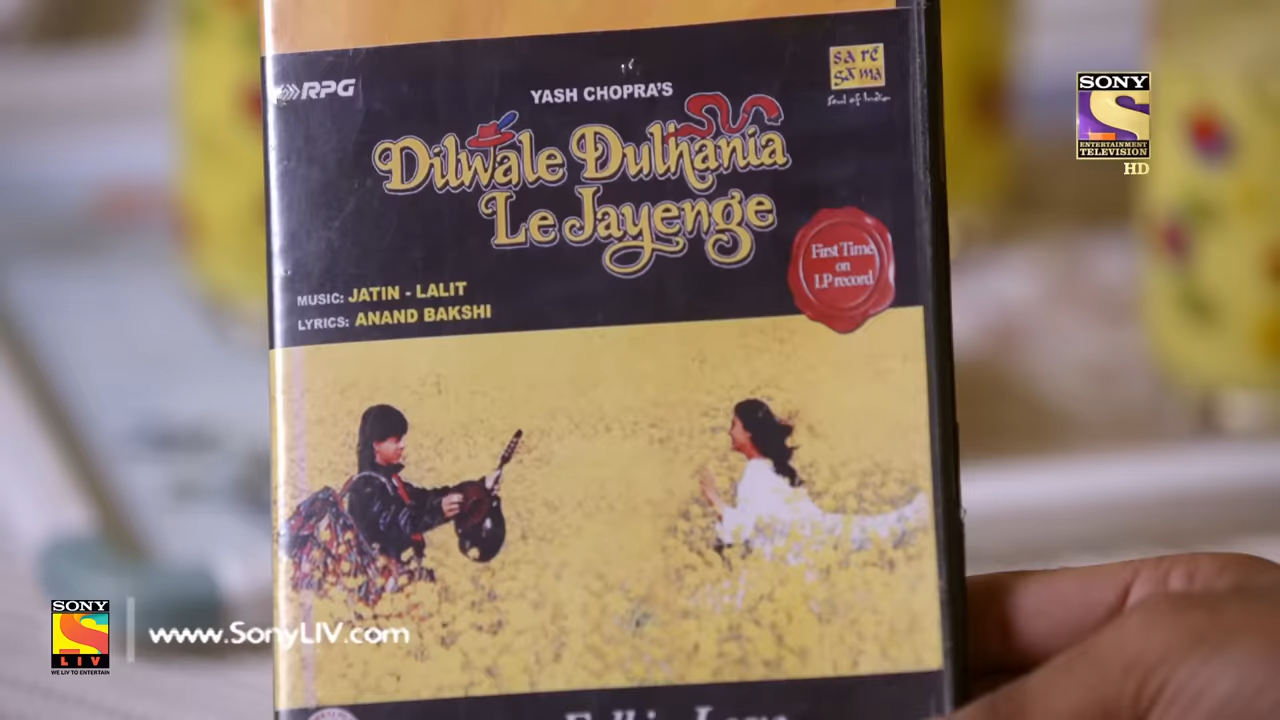 RPG
YASH CHOPRA'S
sa re
ga ma
Soul of India
Dilwale Dulhania
Le Jayenge
First Time
on
LP record
MUSIC: JATIN - LALIT
LYRICS: ANAND BAKSHI
SONY
ENTERTAINMENT
TELEVISION
HD
SONY
LIV
WE LIV TO ENTERTAIN
www.SonyLIV.com